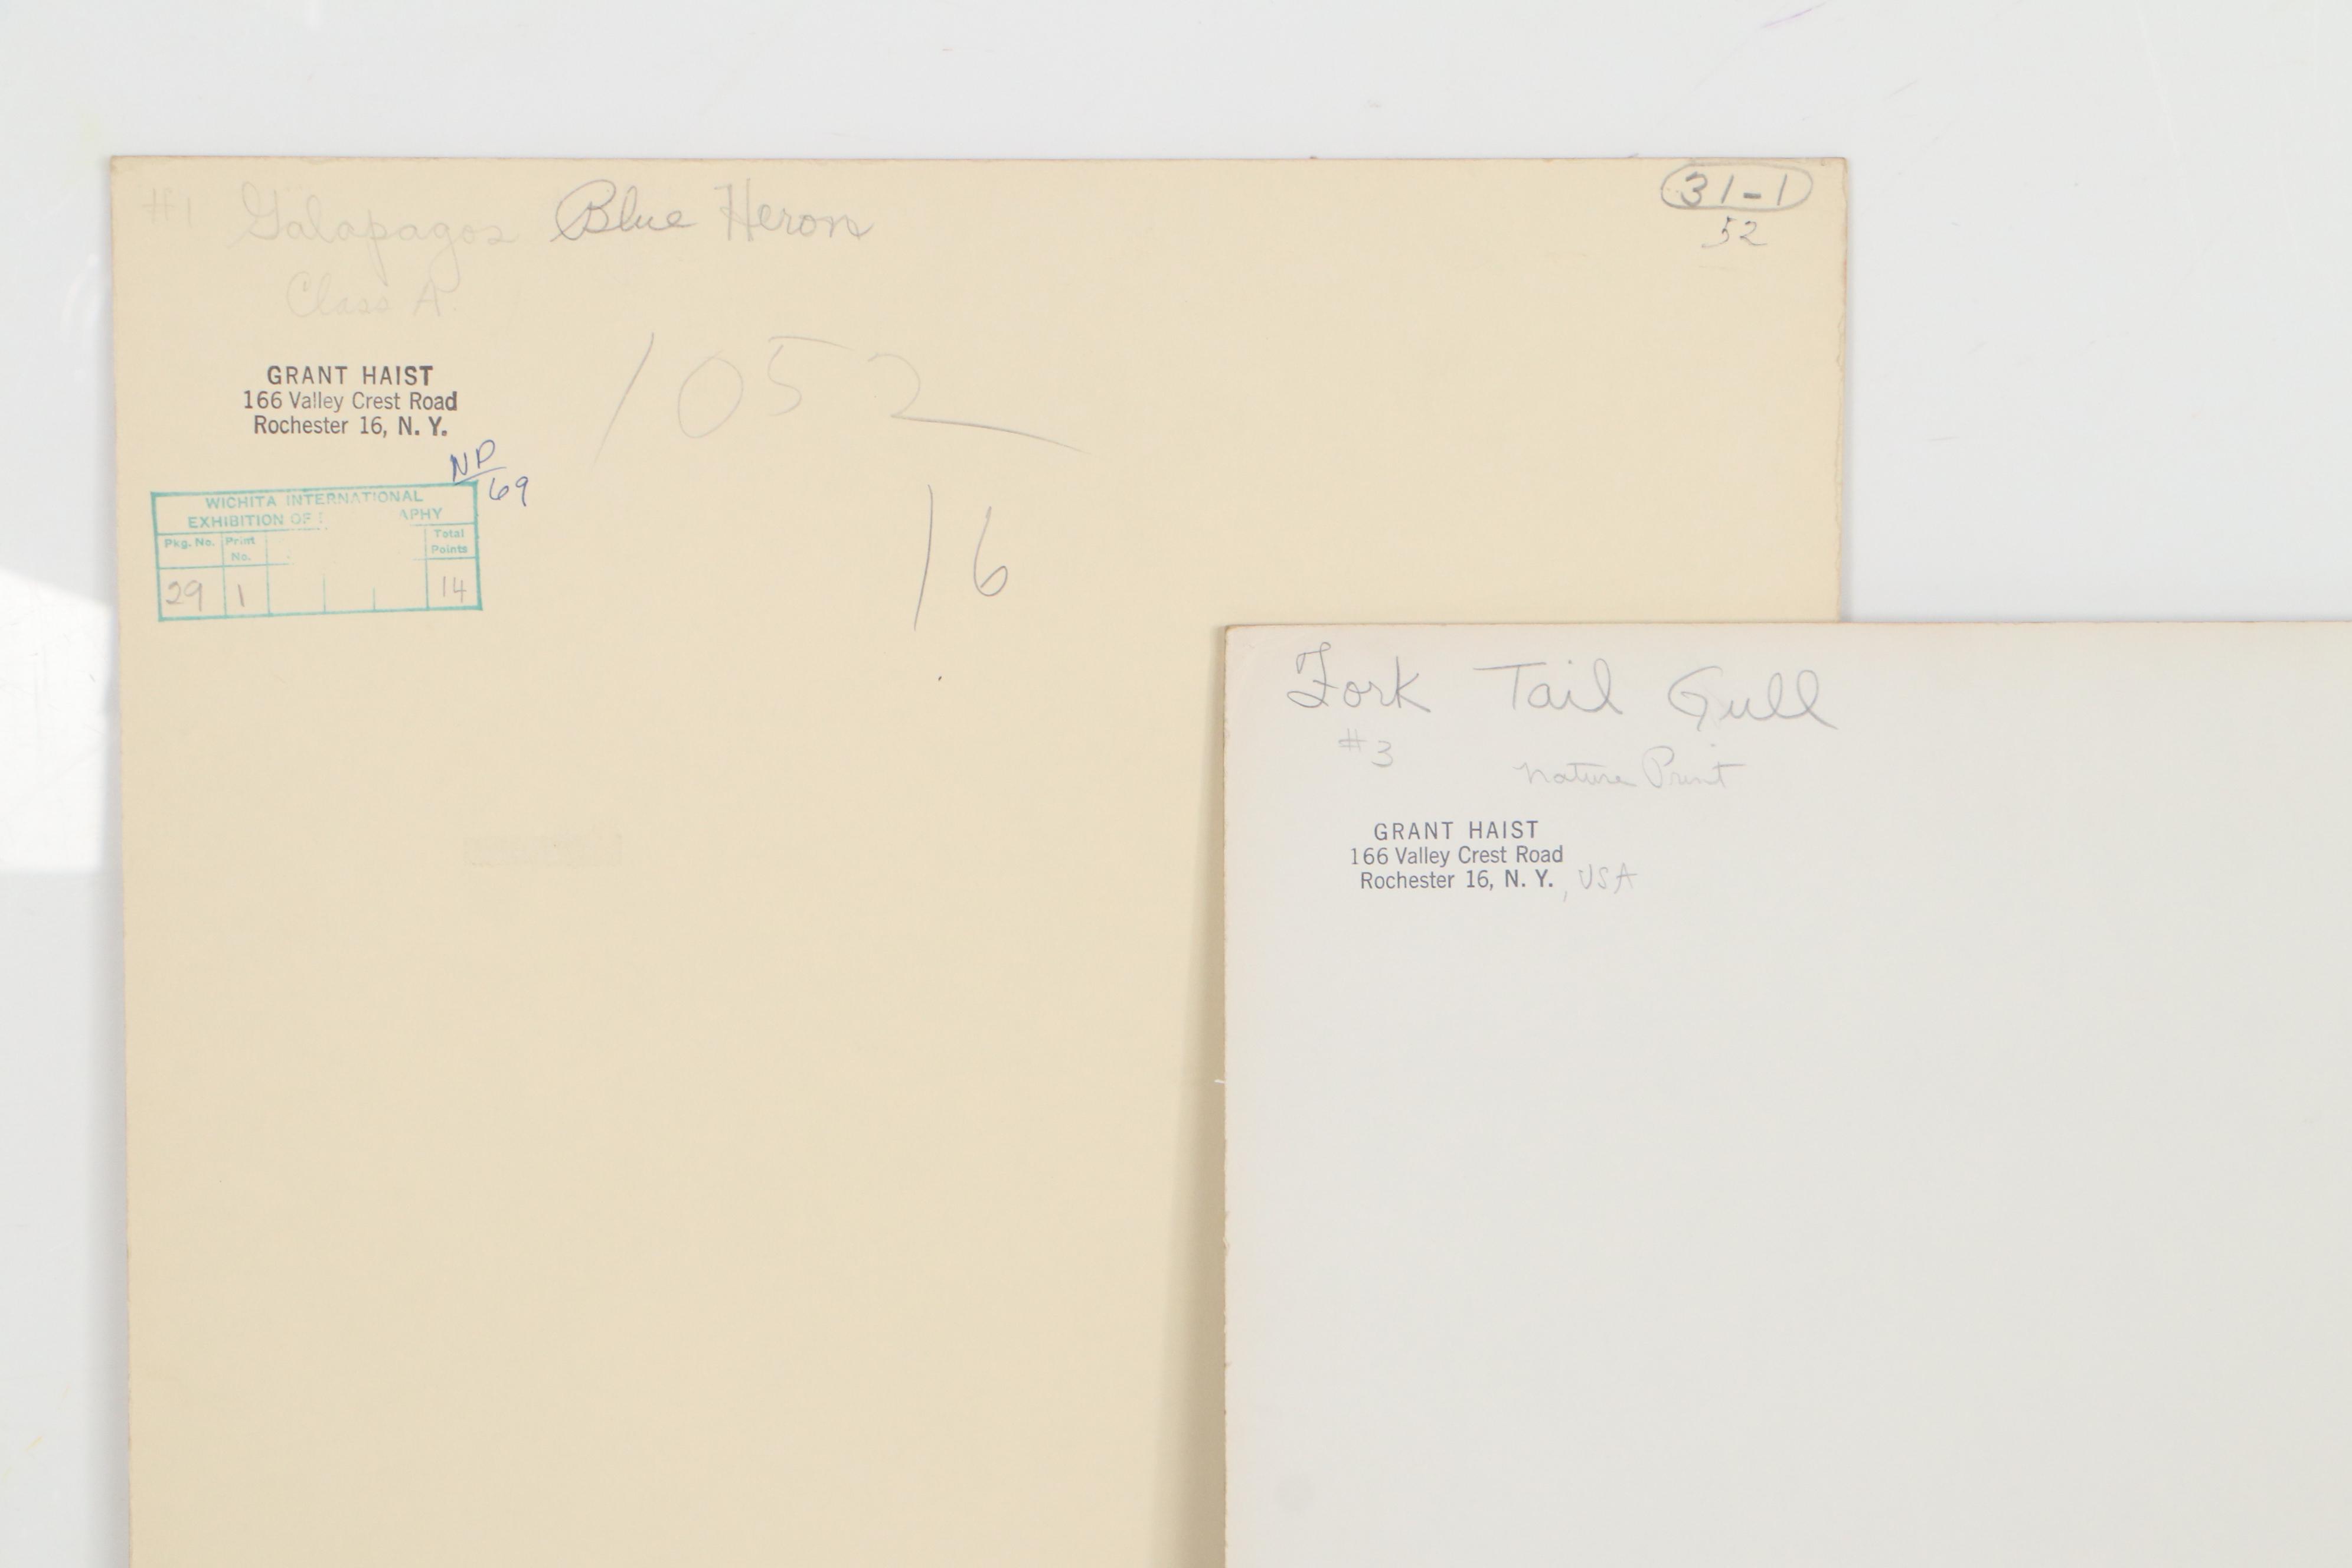 #1 Galapagos Blue Heron
Class A.
31-1
52
GRANT HAIST
166 Valley Crest Road
Rochester 16, N. Y.
1052
NP
69
WICHITA INTERNATIONAL
EXHIBITION OF
Pkg. No. Print No. Total Points
29 1 14
16
Fork Tail Gull
#3
nature Print
GRANT HAIST
166 Valley Crest Road
Rochester 16, N. Y., USA